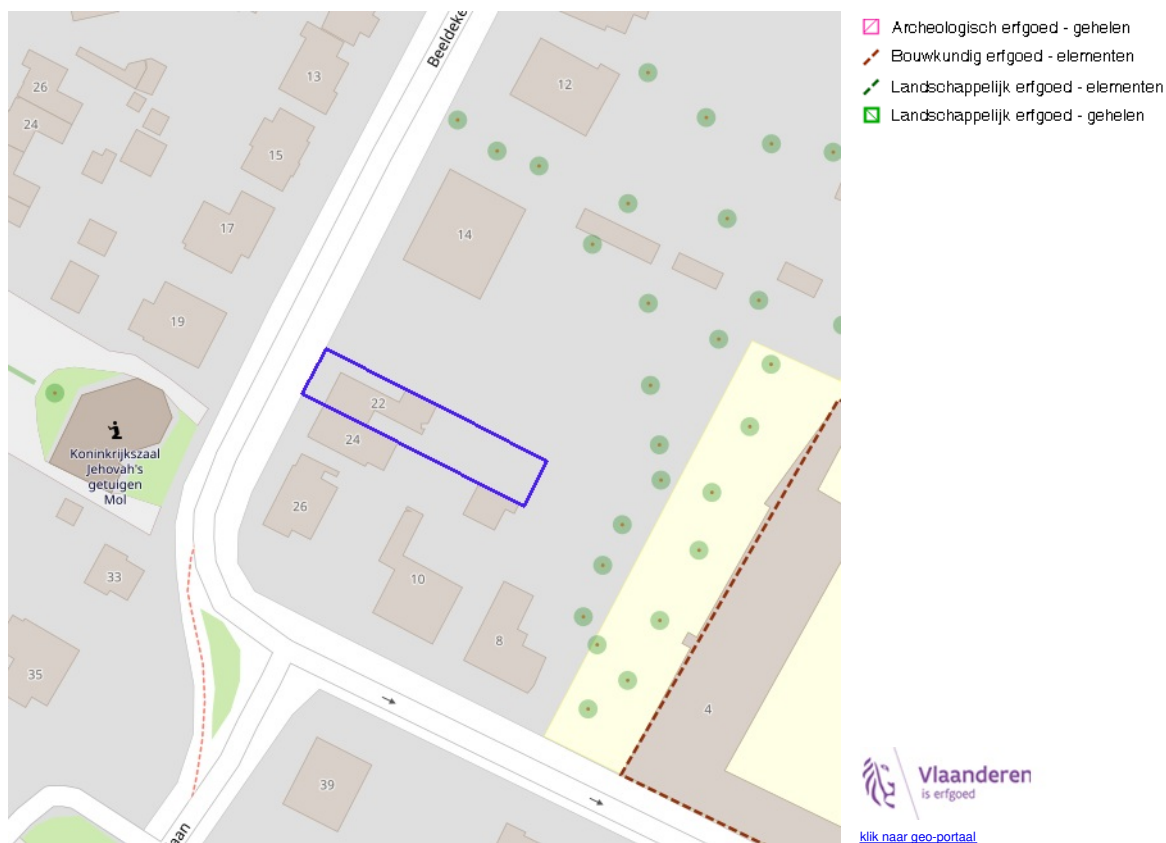 Beeldeke
13
12
26
24
15
14
17
19
22
24
26
Koninkrijkszaal
Jehovah's
getuigen
Mol
10
33
8
35
4
39
aan
Archeologisch erfgoed - gehelen
Bouwkundig erfgoed - elementen
Landschappelijk erfgoed - elementen
Landschappelijk erfgoed - gehelen
Vlaanderen
is erfgoed
klik naar geo-portaal